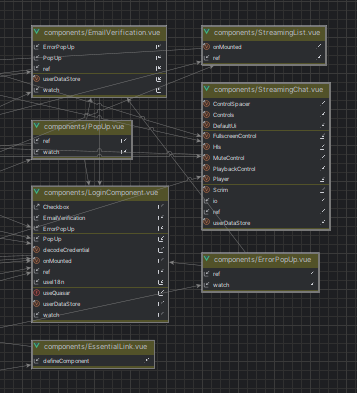 components/EmailVerification.vue
ErrorPopUp
PopUp
ref
userDataStore
watch
components/PopUp.vue
ref
watch
components/LoginComponent.vue
Checkbox
EmailVerification
ErrorPopUp
PopUp
decodeCredential
onMounted
ref
useI18n
useQuasar
userDataStore
watch
components/EssentialLink.vue
defineComponent
components/StreamingList.vue
onMounted
ref
components/StreamingChat.vue
ControlSpacer
Controls
DefaultUi
FullscreenControl
Hls
MuteControl
PlaybackControl
Player
Scrim
io
ref
userDataStore
components/ErrorPopUp.vue
ref
watch